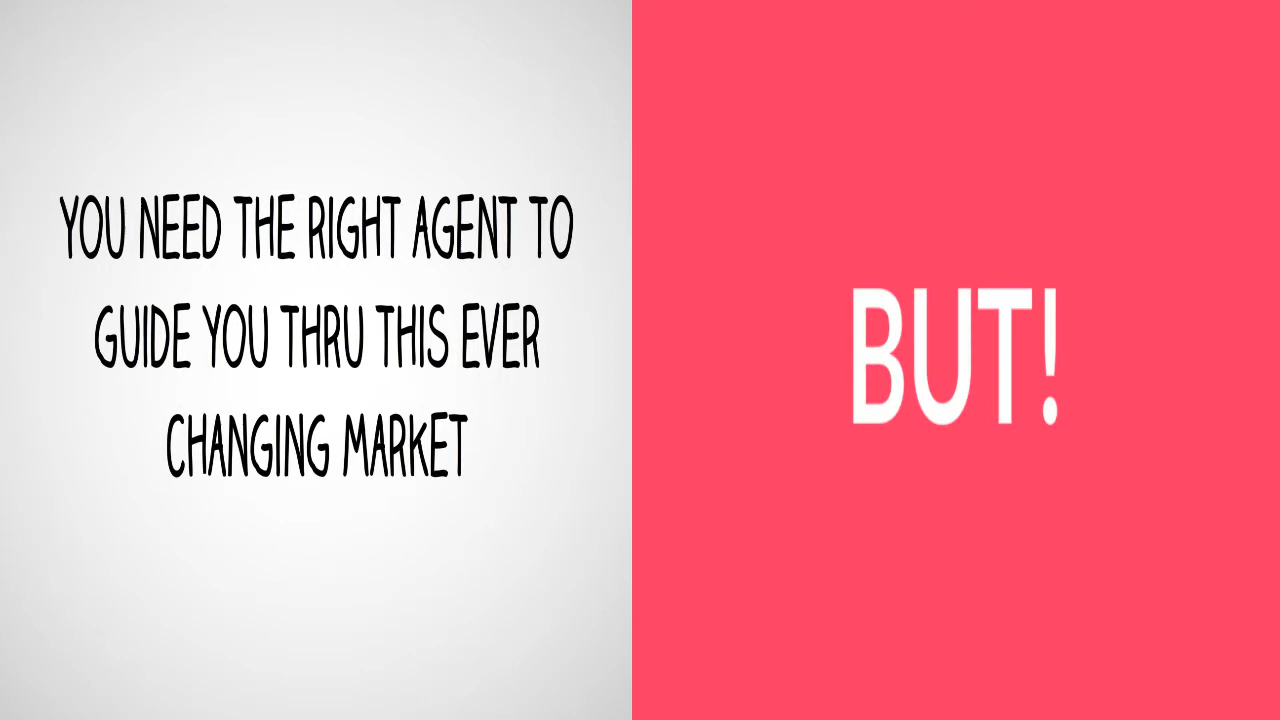 YOU NEED THE RIGHT AGENT TO
GUIDE YOU THRU THIS EVER
CHANGING MARKET
BUT!